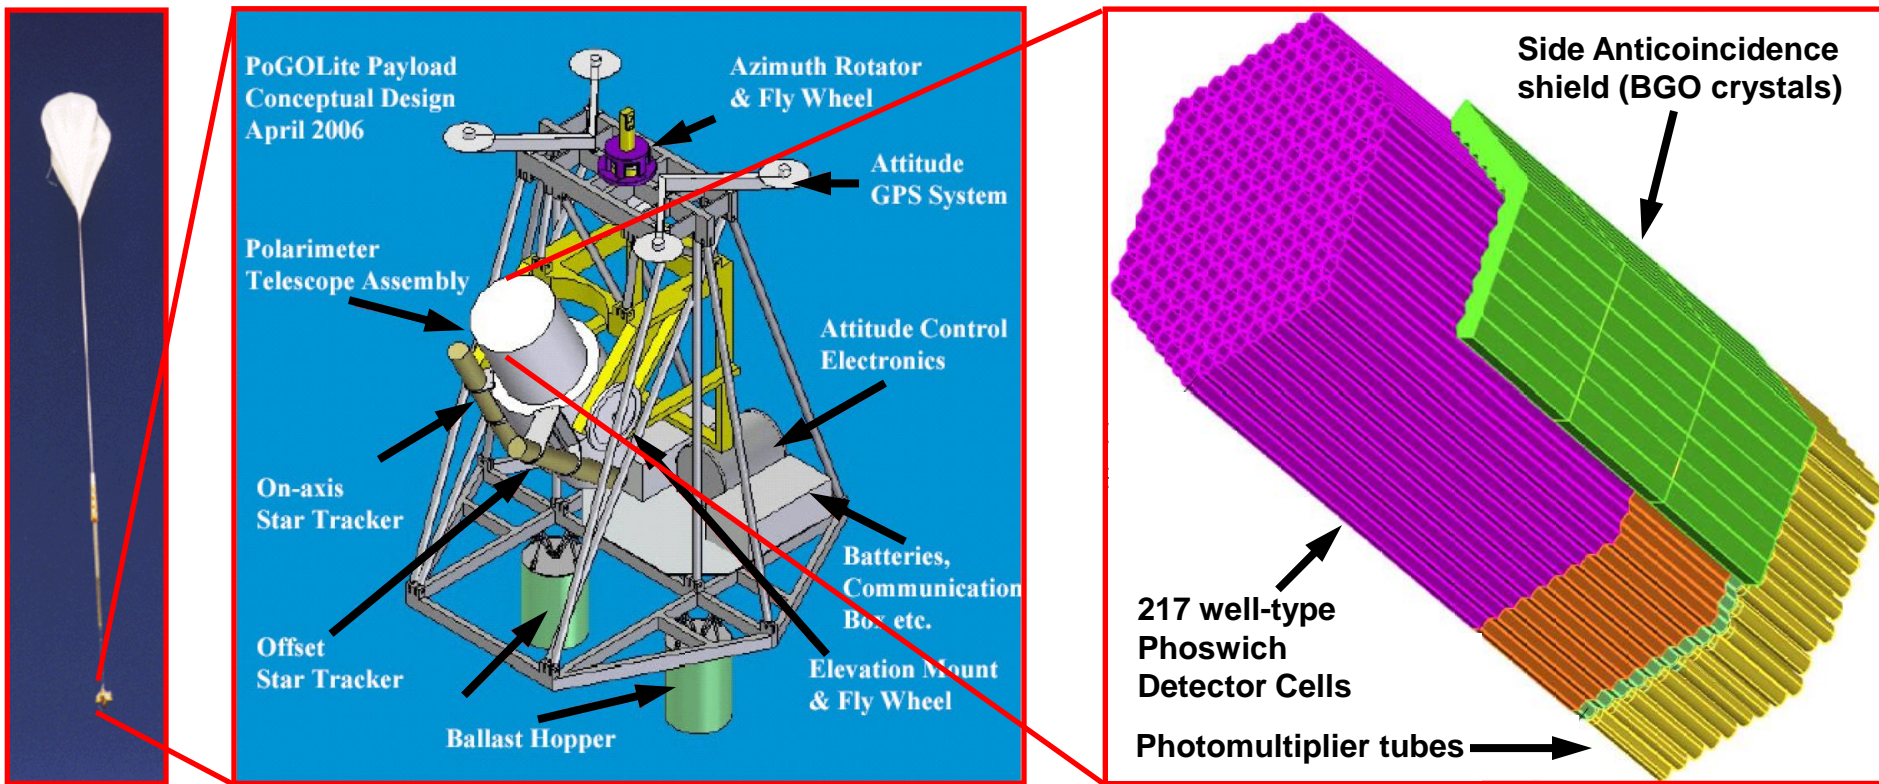 PoGOLite Payload
Conceptual Design
April 2006
Azimuth Rotator
& Fly Wheel
Attitude
GPS System
Polarimeter
Telescope Assembly
Attitude Control
Electronics
On-axis
Star Tracker
Batteries,
Communication
Box etc.
Offset
Star Tracker
Elevation Mount
& Fly Wheel
Ballast Hopper
Side Anticoincidence
shield (BGO crystals)
217 well-type
Phoswich
Detector Cells
Photomultiplier tubes